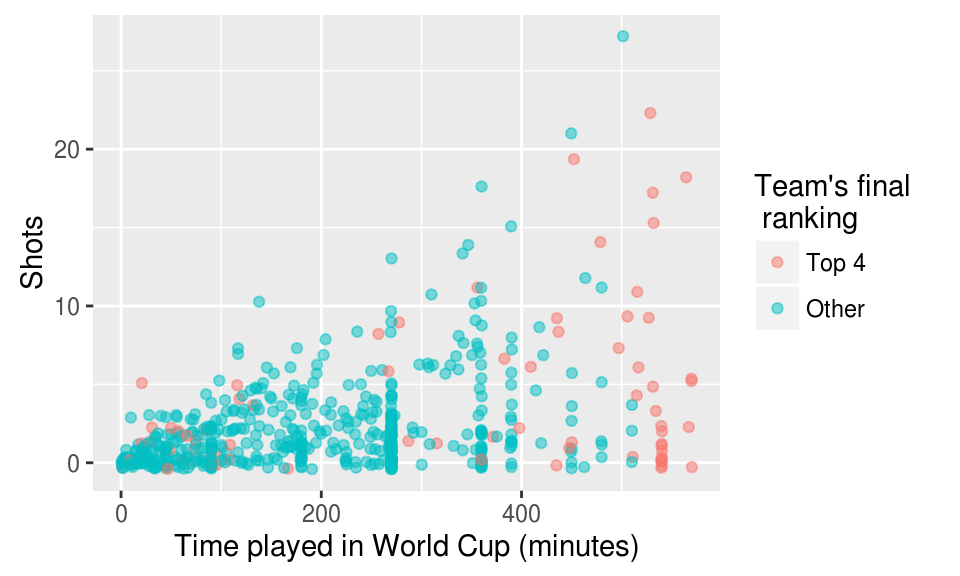 20
10
0
Shots
0
200
400
Time played in World Cup (minutes)
Team's final
ranking
Top 4
Other